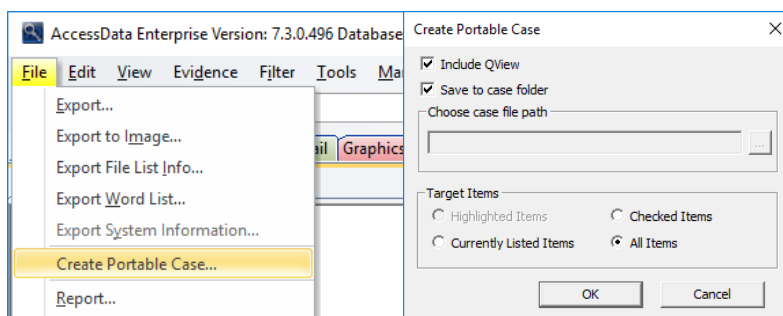 AccessData Enterprise Version: 7.3.0.496 Database
File Edit View Evidence Filter Tools
Export...
Export to Image...
Export File List Info...
Export Word List...
Export System Information...
Create Portable Case...
Report...
Graphics
Create Portable Case
Include QView
Save to case folder
Choose case file path
...
Target Items
Highlighted Items
Checked Items
Currently Listed Items
All Items
OK
Cancel